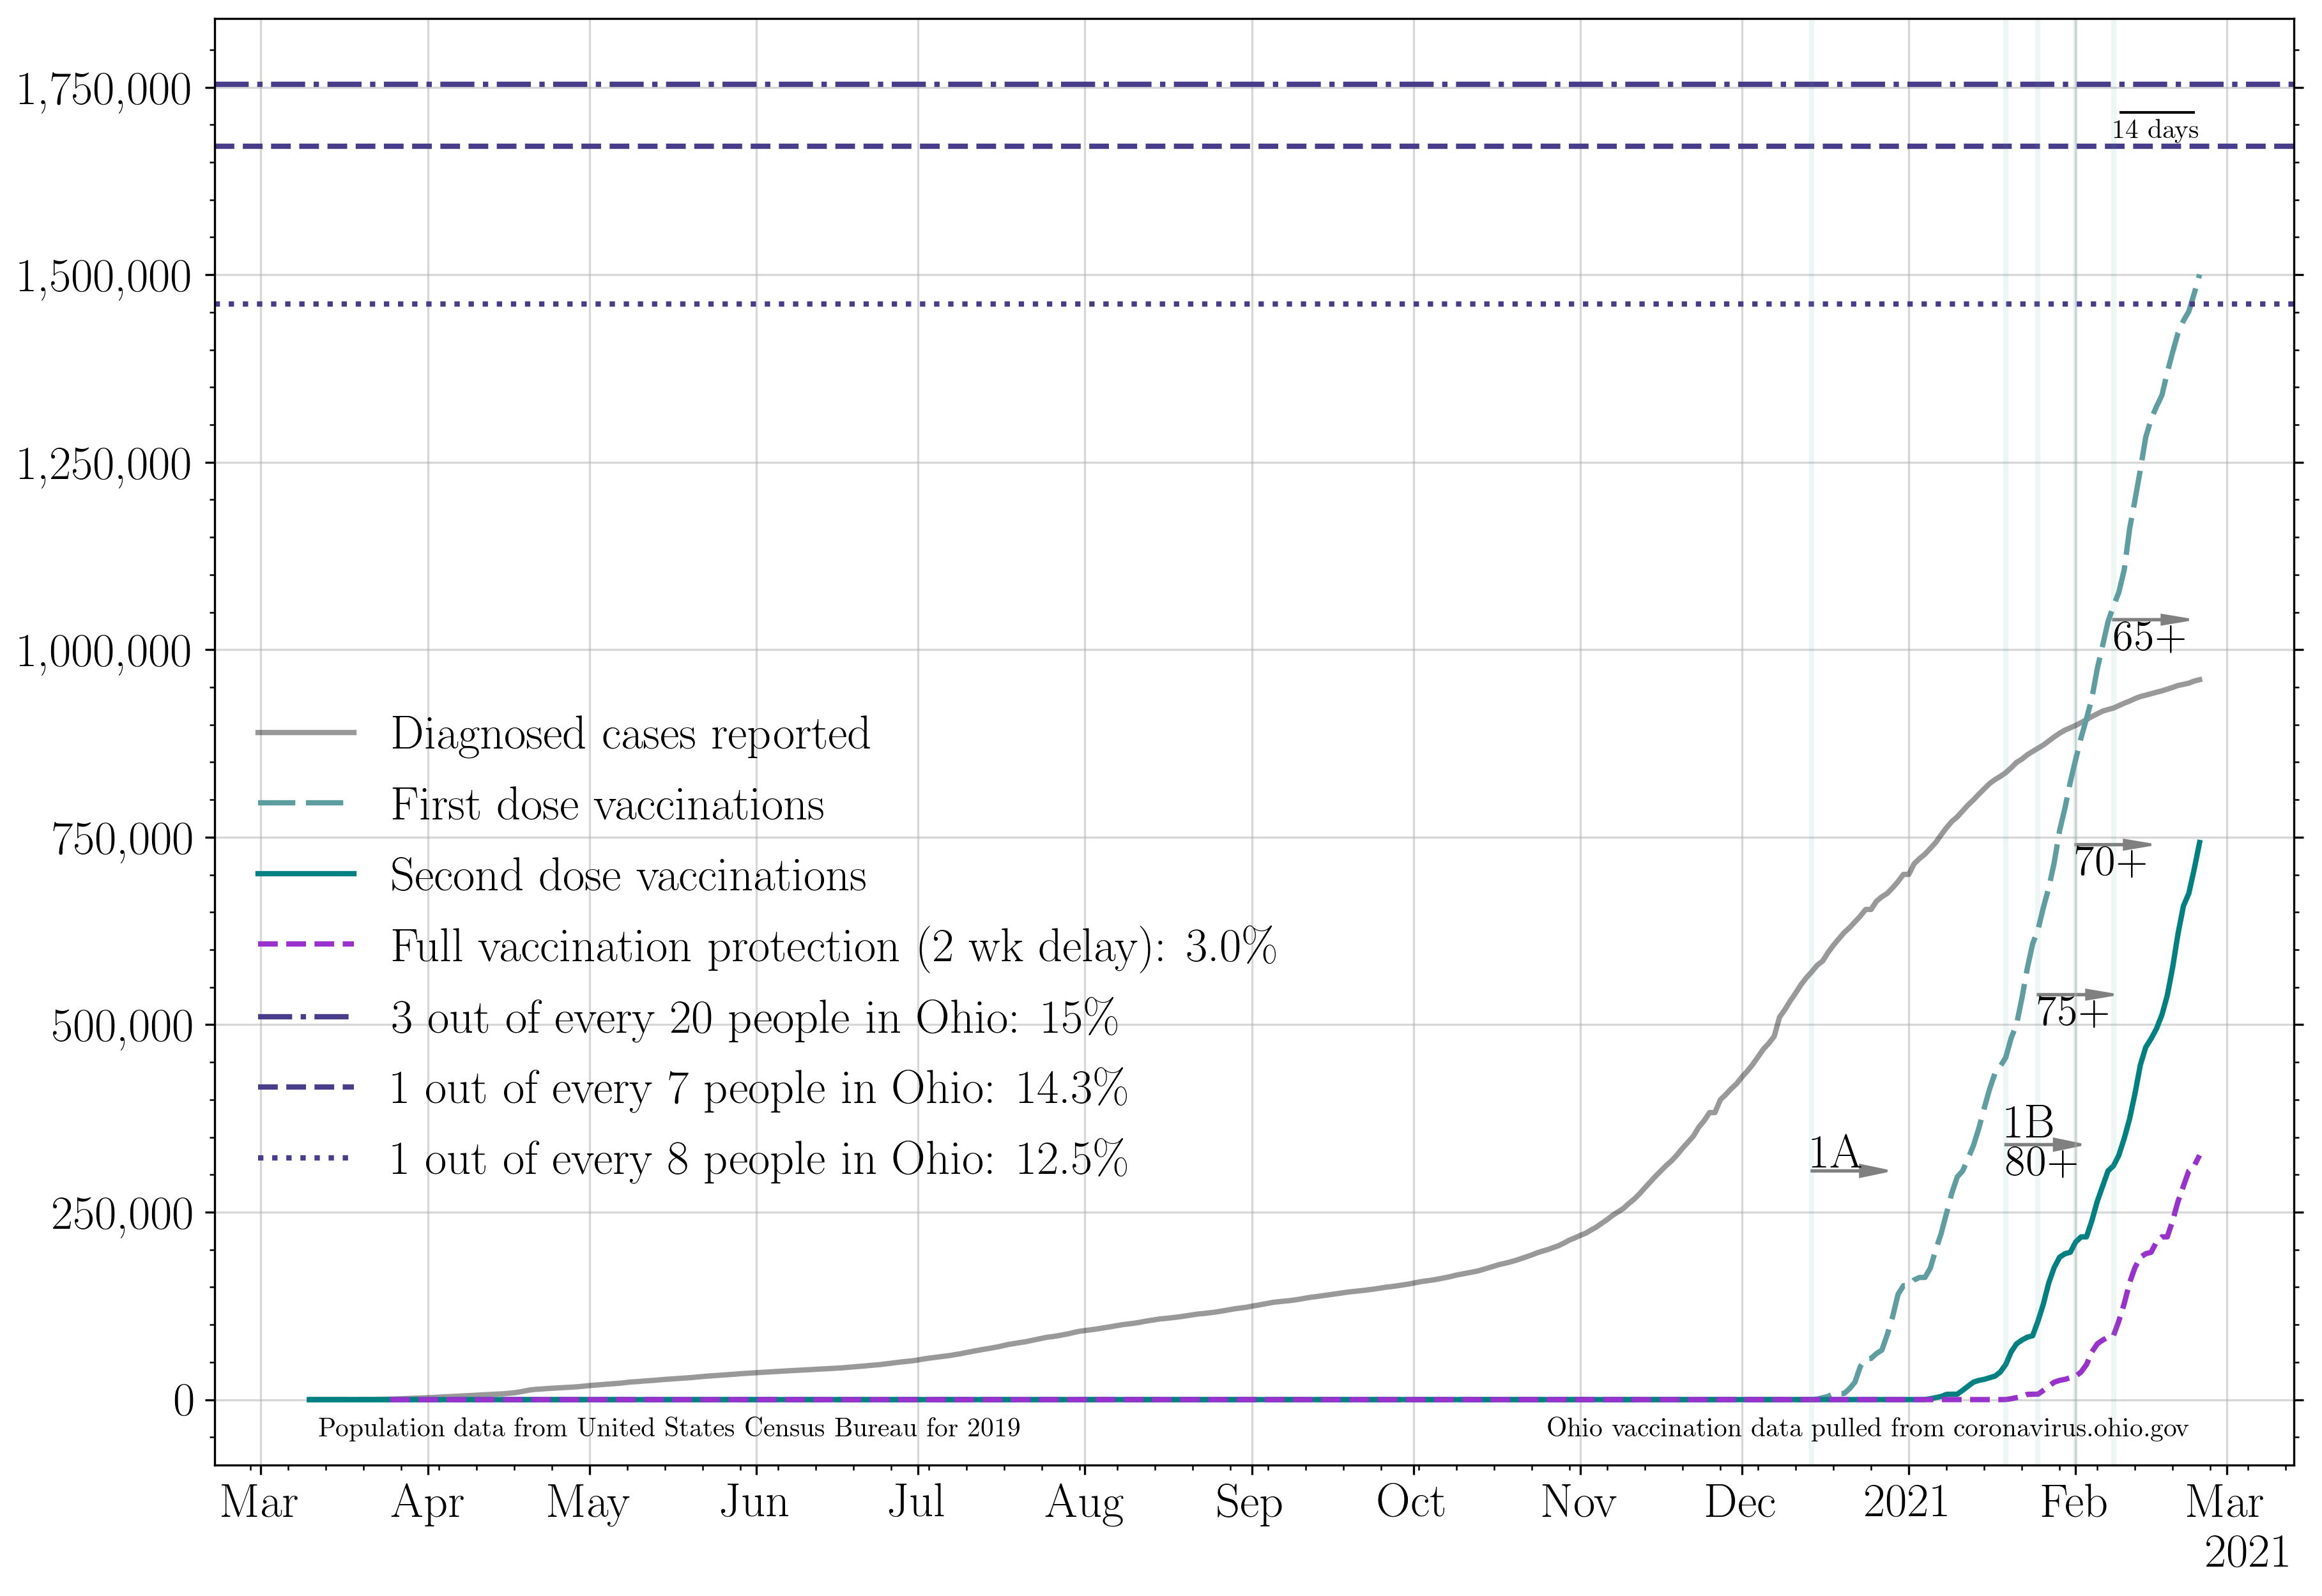 1,750,000
14 days
1,500,000
1,250,000
1,000,000
65+
Diagnosed cases reported
First dose vaccinations
750,000
70+
Second dose vaccinations
Full vaccination protection (2 wk delay): 3.0%
500,000
75+
3 out of every 20 people in Ohio: 15%
1 out of every 7 people in Ohio: 14.3%
1 out of every 8 people in Ohio: 12.5%
1A
1B
80+
250,000
0
Population data from United States Census Bureau for 2019
Ohio vaccination data pulled from coronavirus.ohio.gov
Mar Apr May Jun Jul Aug Sep Oct Nov Dec 2021 Feb Mar
2021